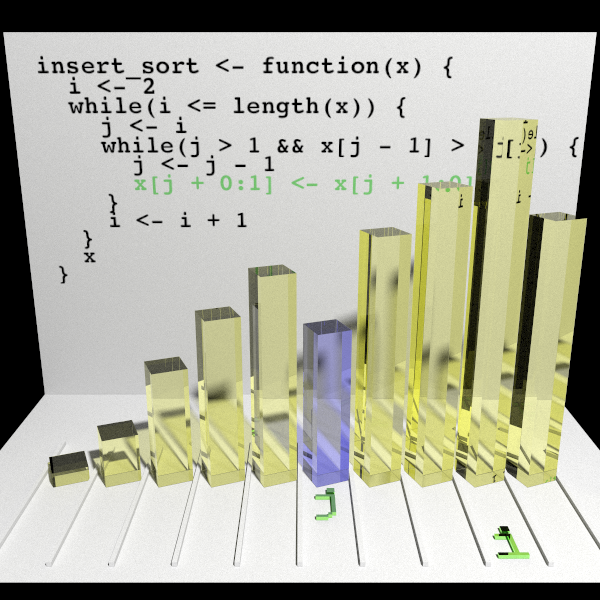 insert_sort <- function(x) {
i <- 2
while(i <= length(x)) {
j <- i
while(j > 1 && x[j - 1] > ) {
j <- j - 1
x[j + 0:1] <- x[j + 1:0]
}
i <- i + 1
}
x
}
j
i